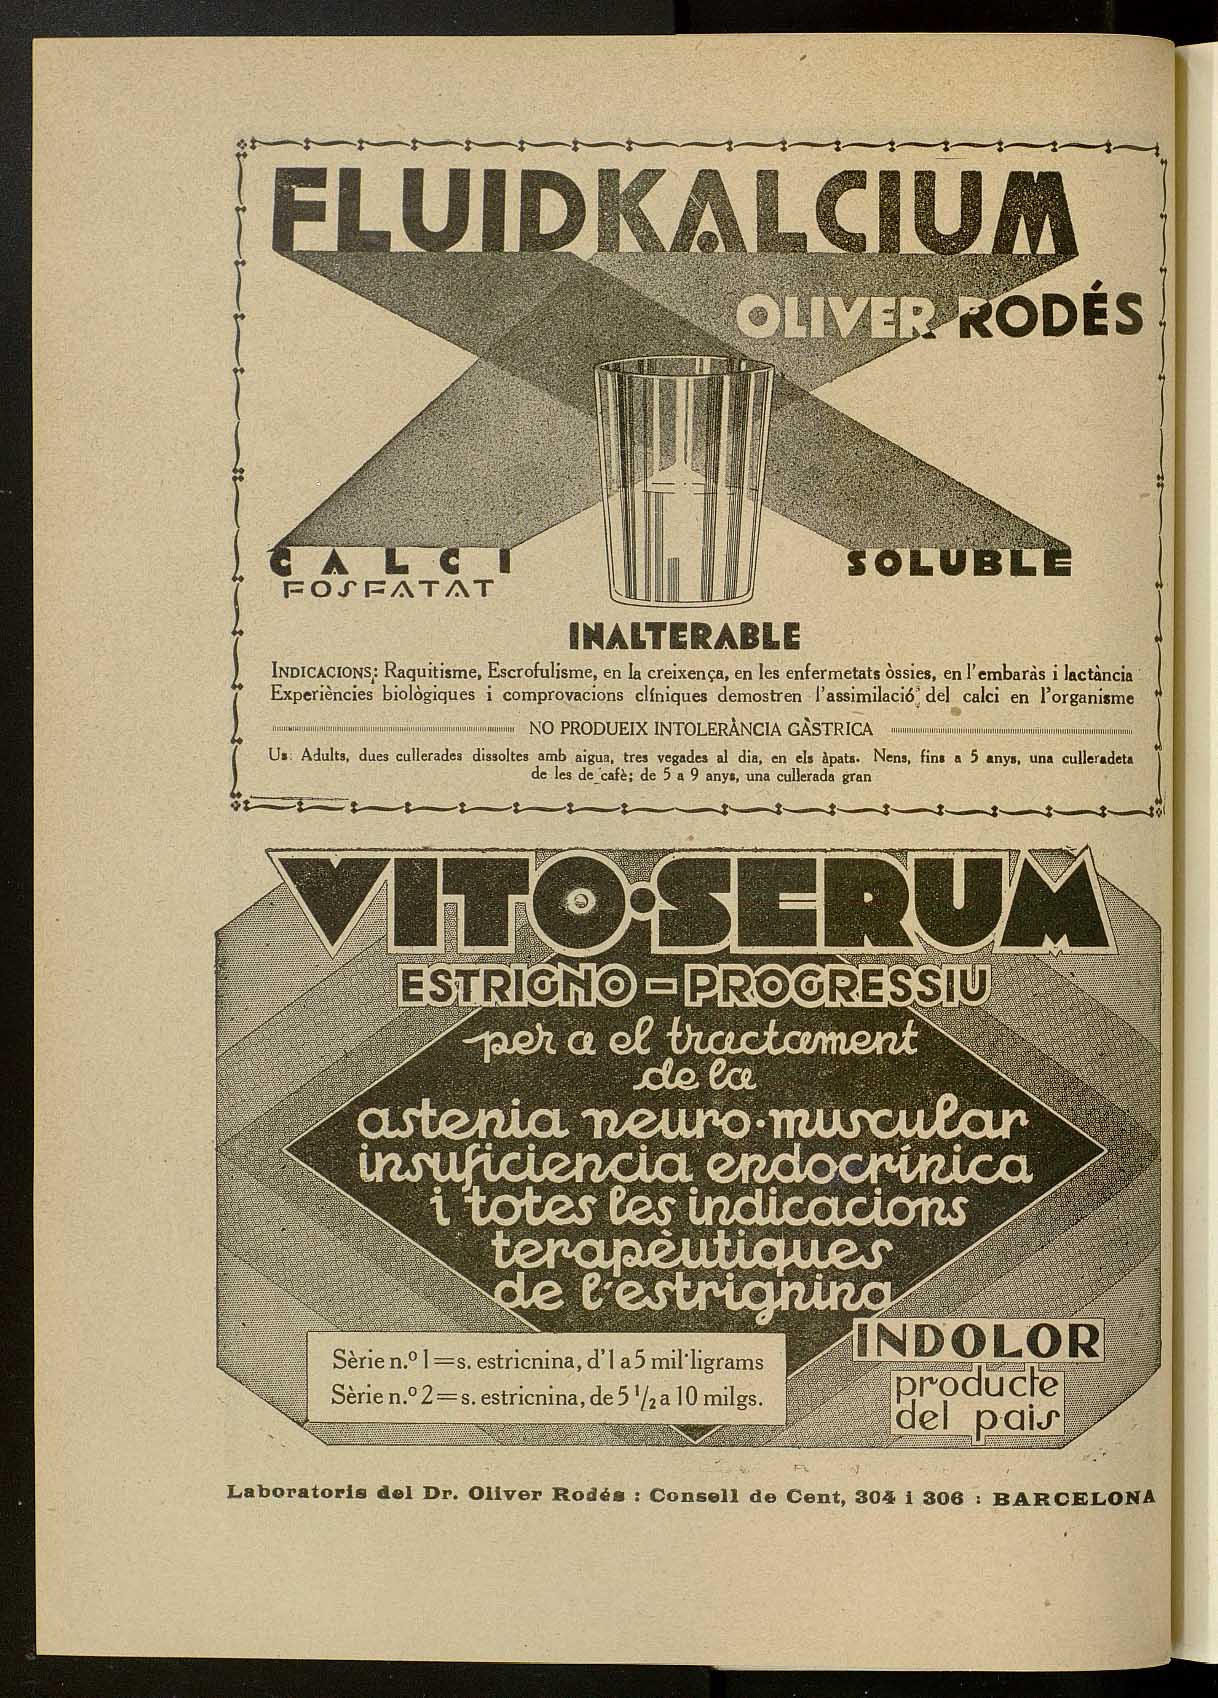 FLUIDKALCIUM
OLIVER RODÉS
CALCI
FOSFATAT
SOLUBLE
INALTERABLE
INDICACIONS: Raquitisme, Escrofulisme, en la creixença, en les enfermetats òssies, en l'embaràs i lactància
Experiències biològiques i comprovacions clíniques demostren l'assimilació del calci en l'organisme
NO PRODUEIX INTOLERÀNCIA GÀSTRICA
Us: Adults, dues cullerades dissoltes amb aigua, tres vegades al dia, en els àpats. Nens, fins a 5 anys, una culleradeta
de les de cafè; de 5 a 9 anys, una cullerada gran
VITO·SERUM
ESTRIGNO-PROGRESSIU
per a el tractament
de la
astenia neuro-muscular
insuficiencia endocrínica
i totes les indicacions
terapèutiques
de l'estrignina
Sèrie n.º 1 = s. estricnina, d'1 a 5 mil·ligrams
Sèrie n.º 2 = s. estricnina, de 5 1/2 a 10 milgs.
INDOLOR
producte
del pais
Laboratoris del Dr. Oliver Rodés : Consell de Cent, 304 i 306 : BARCELONA